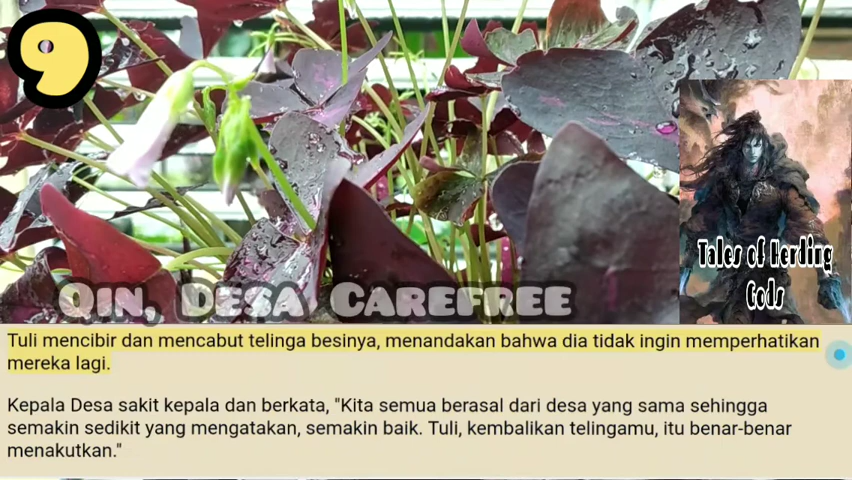 9
QIN, DESA CAREFREE
Tales of Herding
Gods
Tuli mencibir dan mencabut telinga besinya, menandakan bahwa dia tidak ingin memperhatikan
mereka lagi.
Kepala Desa sakit kepala dan berkata, "Kita semua berasal dari desa yang sama sehingga
semakin sedikit yang mengatakan, semakin baik. Tuli, kembalikan telingamu, itu benar-benar
menakutkan."